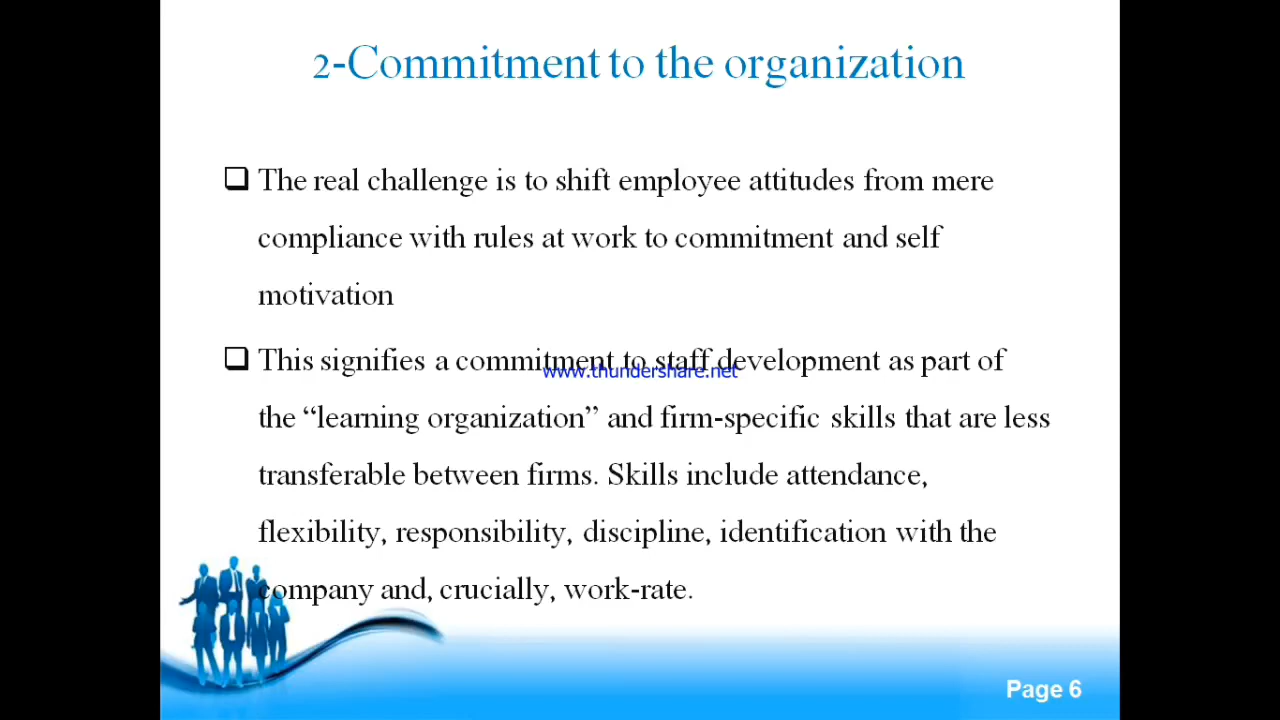 2-Commitment to the organization
The real challenge is to shift employee attitudes from mere
compliance with rules at work to commitment and self
motivation
This signifies a commitment to staff development as part of
www.thundershare.net
the “learning organization” and firm-specific skills that are less
transferable between firms. Skills include attendance,
flexibility, responsibility, discipline, identification with the
company and, crucially, work-rate.
Page 6